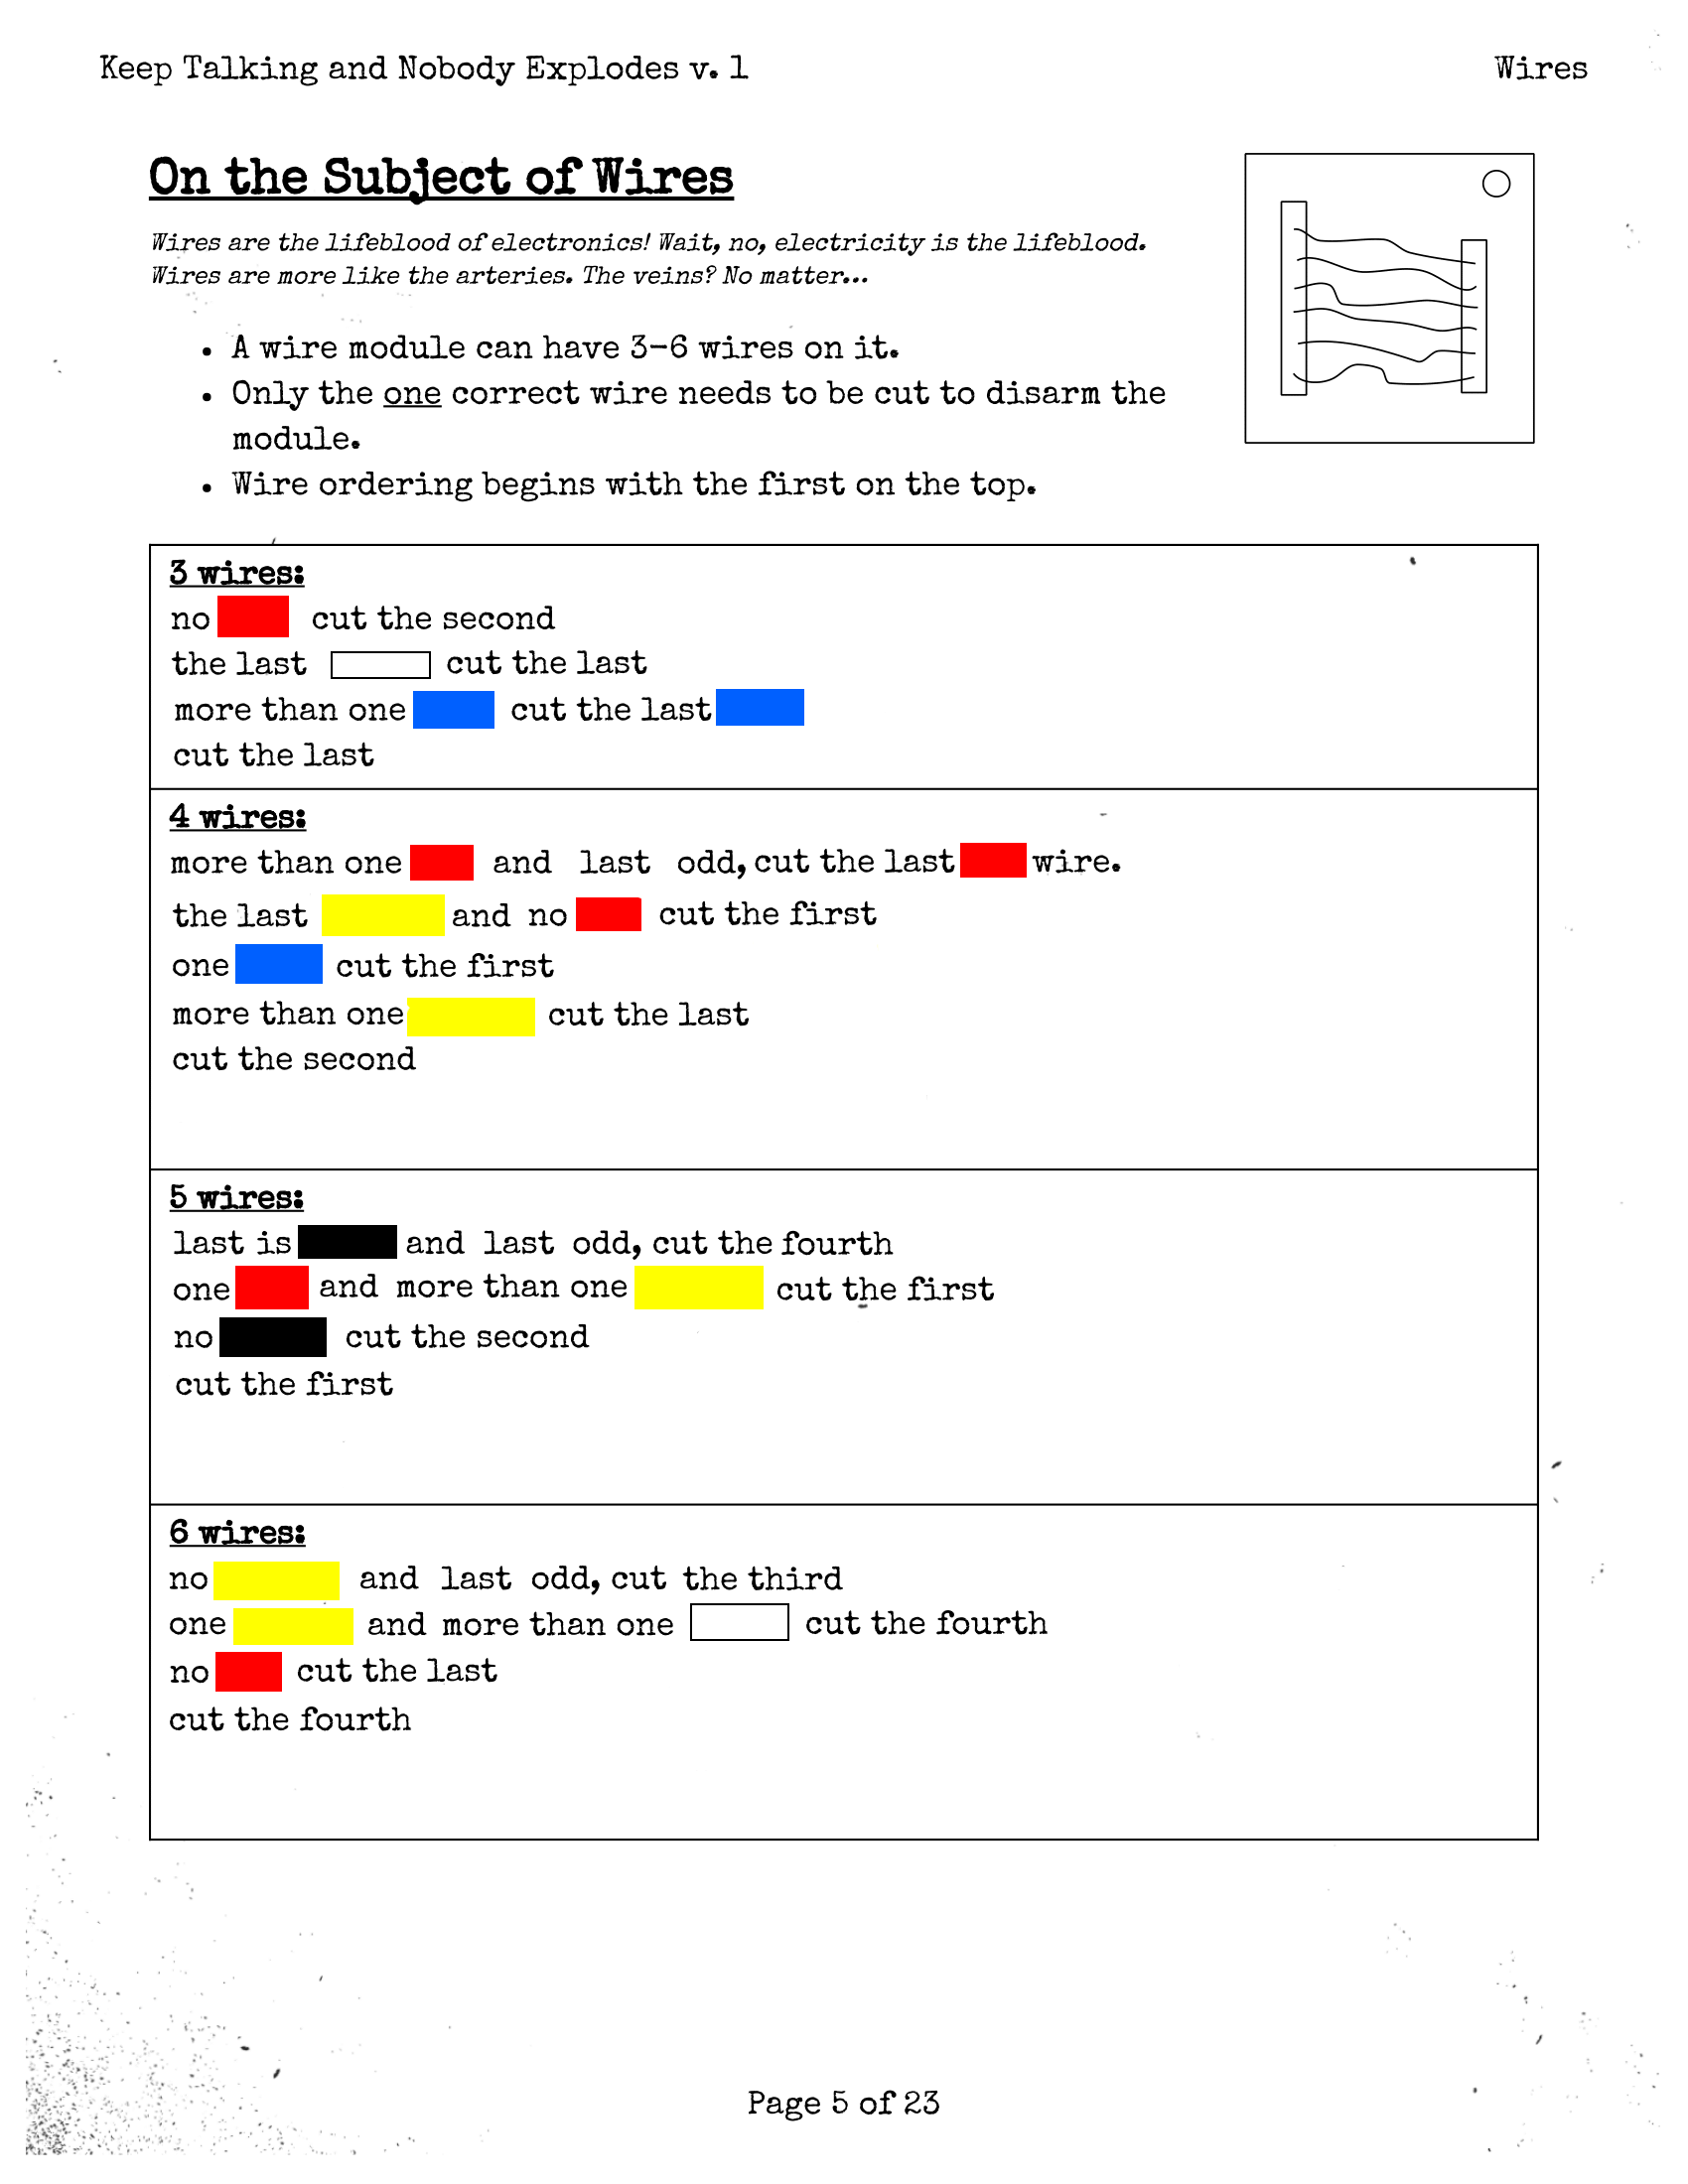 Keep Talking and Nobody Explodes v. 1
Wires
On the Subject of Wires
Wires are the lifeblood of electronics! Wait, no, electricity is the lifeblood.
Wires are more like the arteries. The veins? No matter...
• A wire module can have 3-6 wires on it.
• Only the one correct wire needs to be cut to disarm the
module.
• Wire ordering begins with the first on the top.
3 wires:
no cut the second
the last cut the last
more than one cut the last
cut the last
4 wires:
more than one and last odd, cut the last wire.
the last and no cut the first
one cut the first
more than one cut the last
cut the second
5 wires:
last is and last odd, cut the fourth
one and more than one cut the first
no cut the second
cut the first
6 wires:
no and last odd, cut the third
one and more than one cut the fourth
no cut the last
cut the fourth
Page 5 of 23